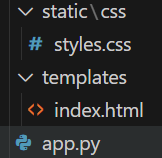 static\css
# styles.css
templates
<> index.html
app.py